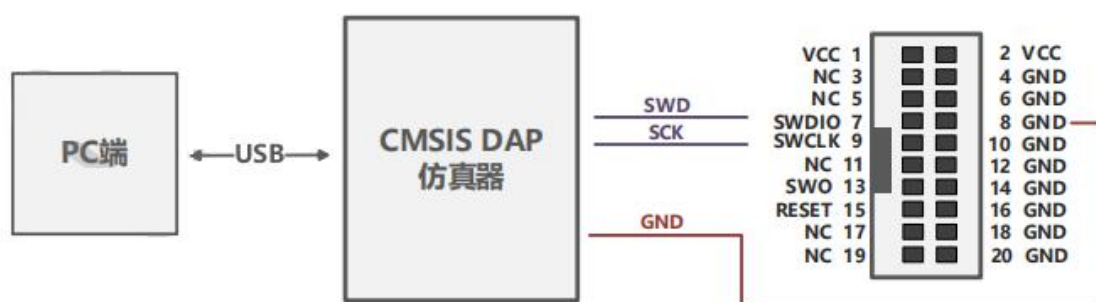 PC端
USB
CMSIS DAP
仿真器
SWD
SCK
GND
VCC 1 2 VCC
NC 3 4 GND
NC 5 6 GND
SWDIO 7 8 GND
SWCLK 9 10 GND
NC 11 12 GND
SWO 13 14 GND
RESET 15 16 GND
NC 17 18 GND
NC 19 20 GND